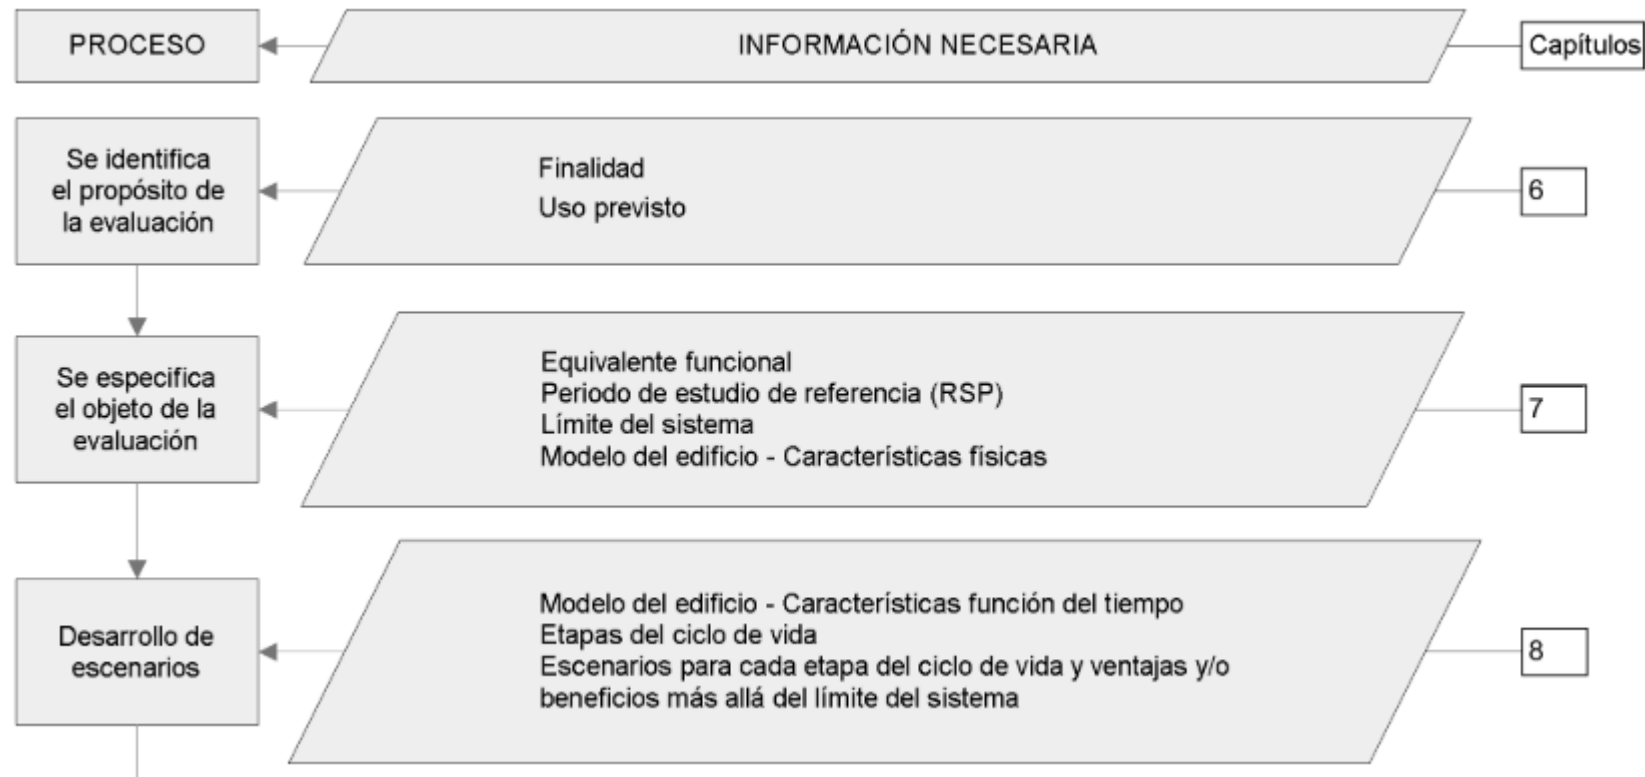 PROCESO
INFORMACIÓN NECESARIA
Capítulos
Se identifica
el propósito de
la evaluación
Finalidad
Uso previsto
6
Se especifica
el objeto de la
evaluación
Equivalente funcional
Periodo de estudio de referencia (RSP)
Límite del sistema
Modelo del edificio - Características físicas
7
Desarrollo de
escenarios
Modelo del edificio - Características función del tiempo
Etapas del ciclo de vida
Escenarios para cada etapa del ciclo de vida y ventajas y/o
beneficios más allá del límite del sistema
8